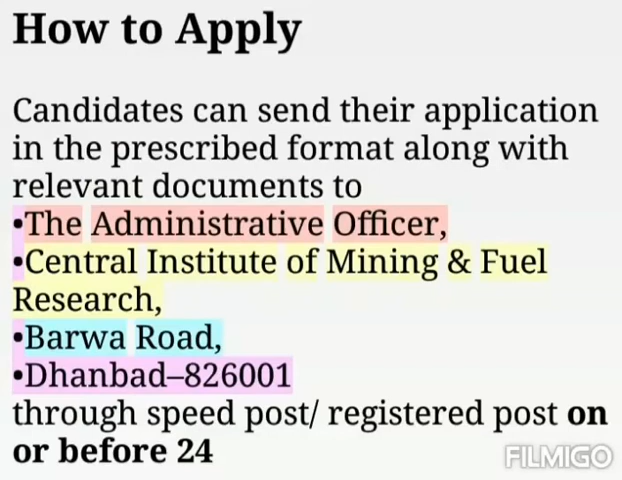 How to Apply
Candidates can send their application
in the prescribed format along with
relevant documents to
•The Administrative Officer,
•Central Institute of Mining & Fuel
Research,
•Barwa Road,
•Dhanbad–826001
through speed post/ registered post on
or before 24
FILMIGO